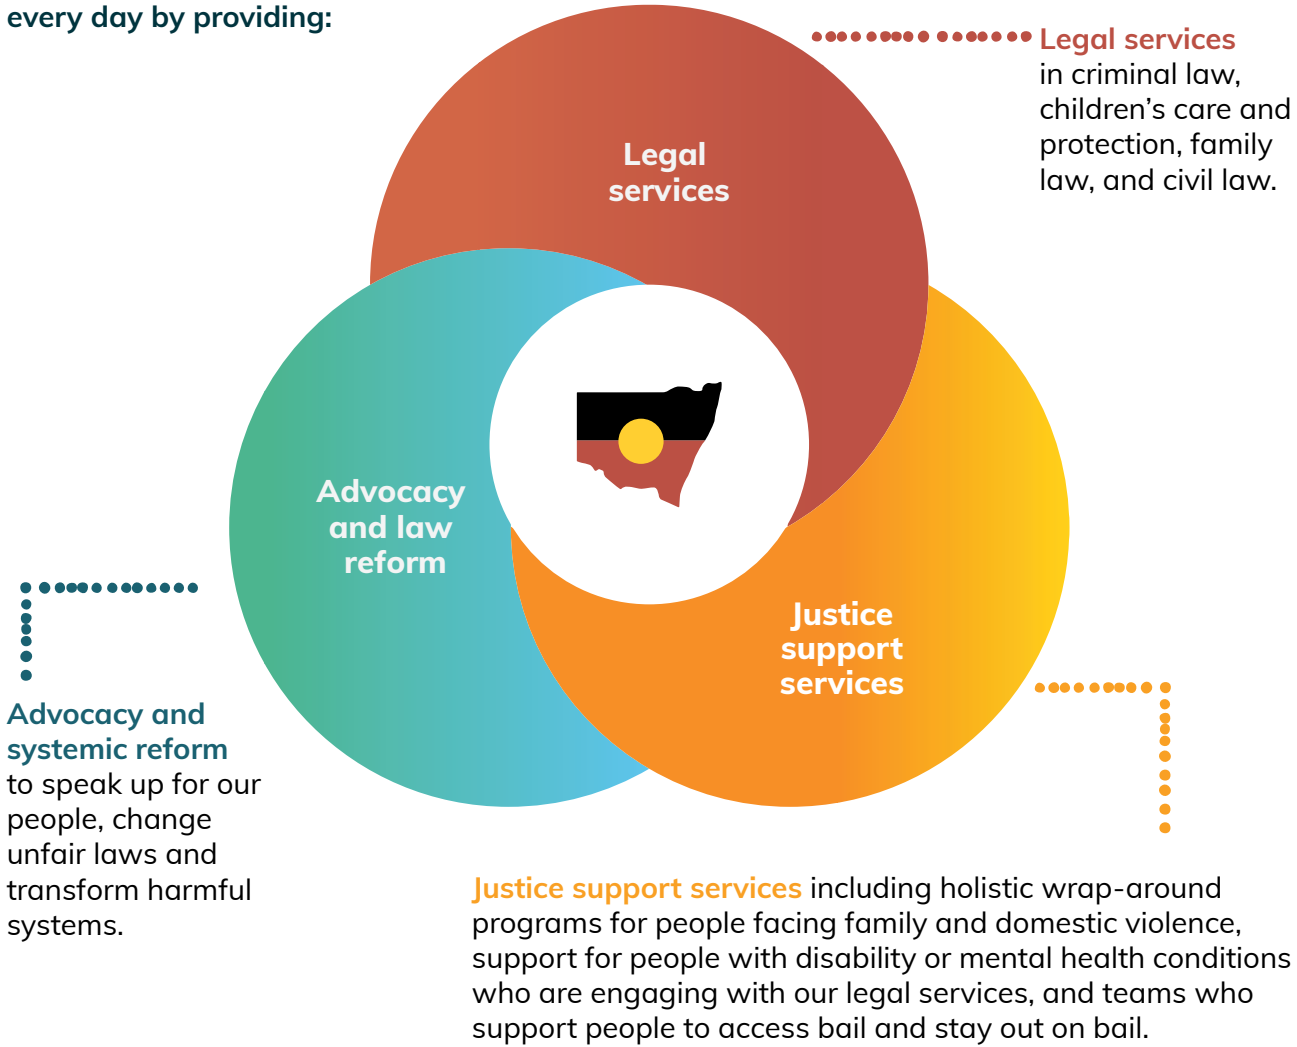 every day by providing:
Legal services
in criminal law,
children’s care and
protection, family
law, and civil law.
Legal
services
Advocacy
and law
reform
Justice
support
services
Advocacy and
systemic reform
to speak up for our
people, change
unfair laws and
transform harmful
systems.
Justice support services including holistic wrap-around
programs for people facing family and domestic violence,
support for people with disability or mental health conditions
who are engaging with our legal services, and teams who
support people to access bail and stay out on bail.